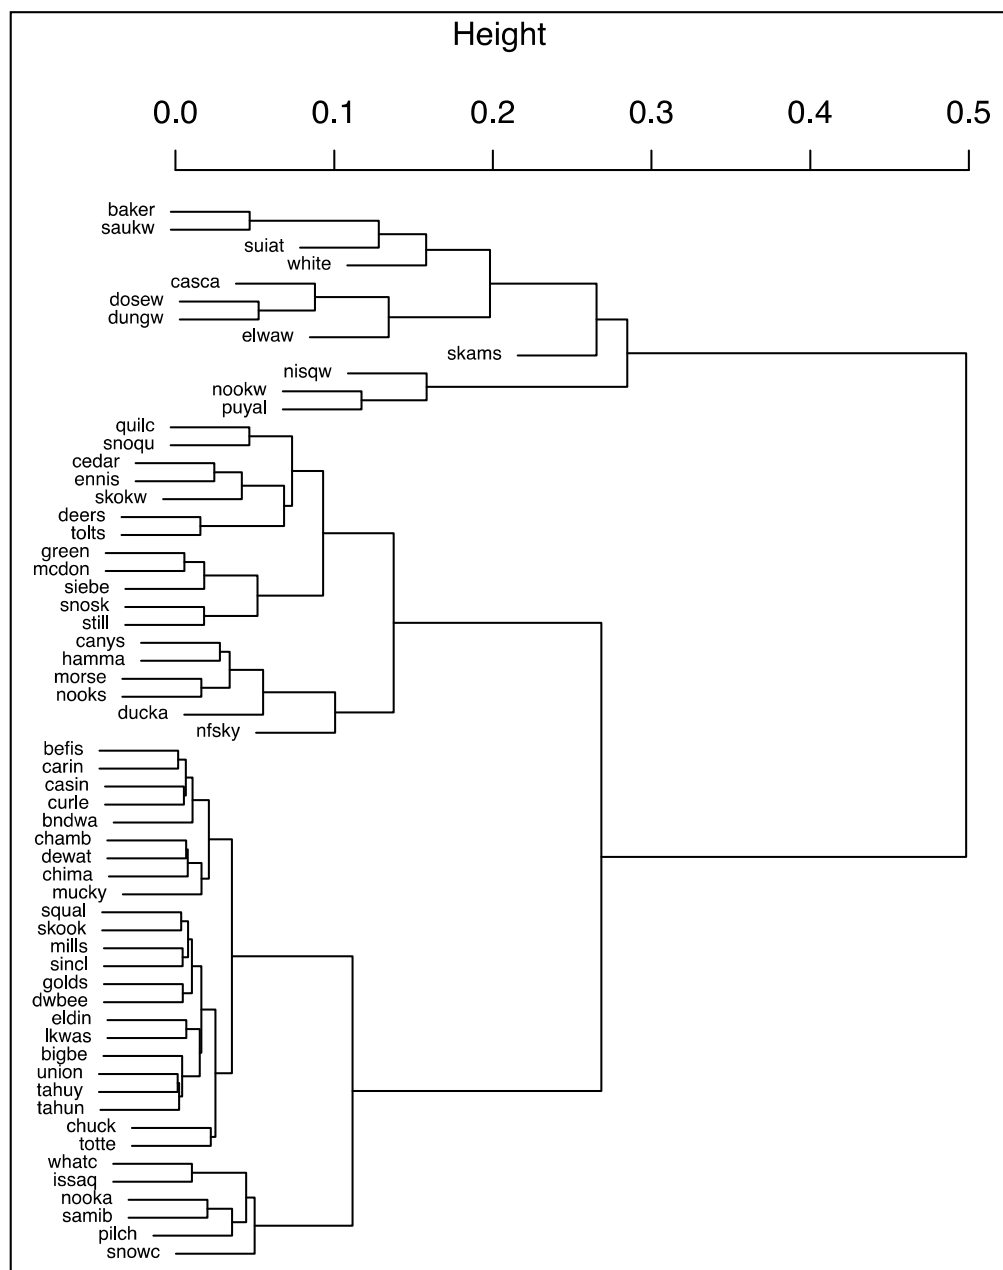 Height
0.0 0.1 0.2 0.3 0.4 0.5
baker
saukw
suiat
white
casca
dosew
dungw
elwaw
skams
nisqw
nookw
puyal
quilc
snoqu
cedar
ennis
skokw
deers
tolts
green
mcdon
siebe
snosk
still
canys
hamma
morse
nooks
ducka
nfsky
befis
carin
casin
curle
bndwa
chamb
dewat
chima
mucky
squal
skook
mills
sincl
golds
dwbee
eldin
lkwas
bigbe
union
tahuy
tahun
chuck
totte
whatc
issaq
nooka
samib
pilch
snowc